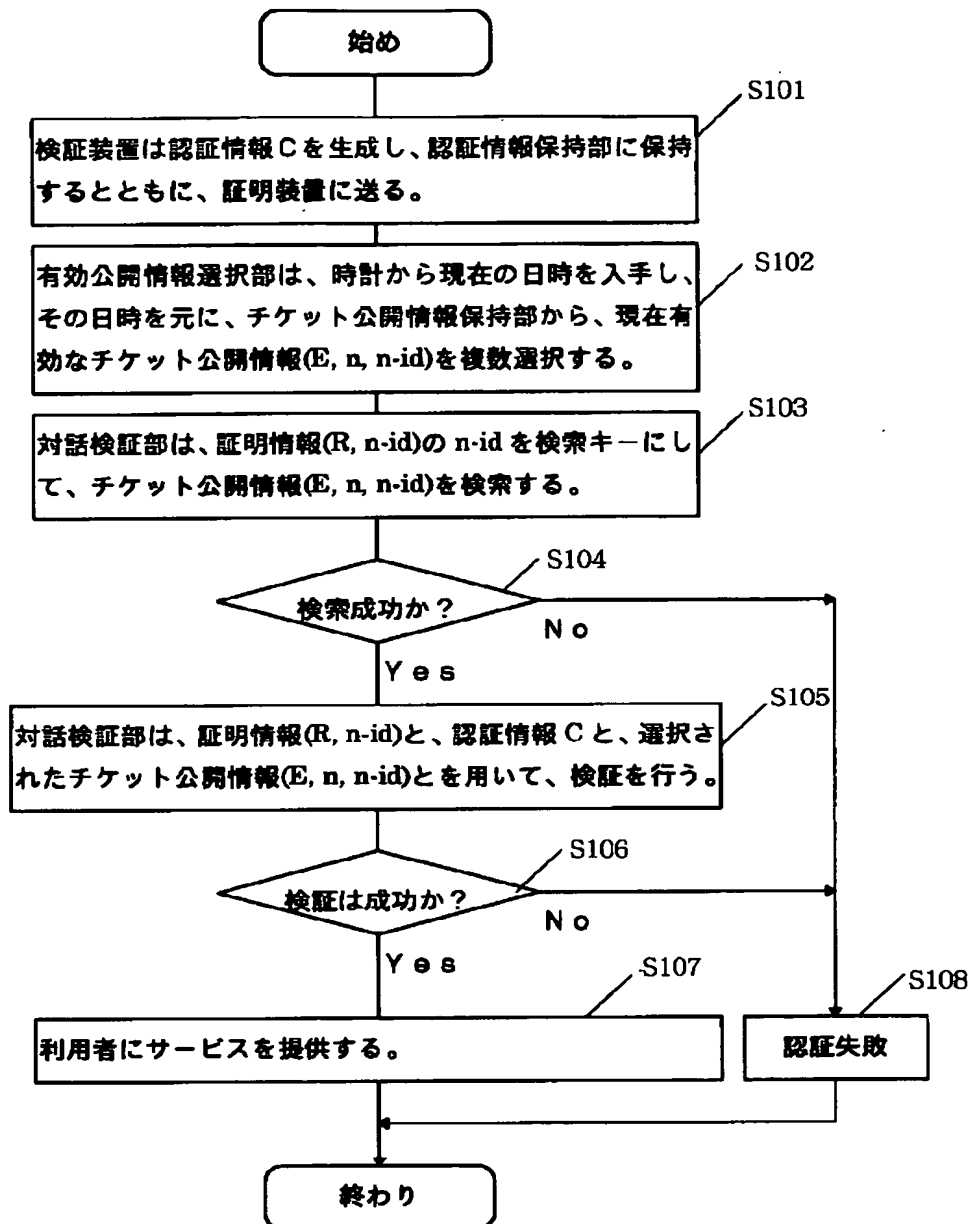 始め
S101
検証装置は認証情報Cを生成し、認証情報保持部に保持
するとともに、証明装置に送る。
S102
有効公開情報選択部は、時計から現在の日時を入手し、
その日時を元に、チケット公開情報保持部から、現在有
効なチケット公開情報(E, n, n-id)を複数選択する。
S103
対話検証部は、証明情報(R, n-id)の n-id を検索キーにし
て、チケット公開情報(E, n, n-id)を検索する。
S104
検索成功か？
No
Yes
S105
対話検証部は、証明情報(R, n-id)と、認証情報 C と、選択さ
れたチケット公開情報(E, n, n-id)とを用いて、検証を行う。
S106
検証は成功か？
No
Yes
S107
利用者にサービスを提供する。
S108
認証失敗
終わり